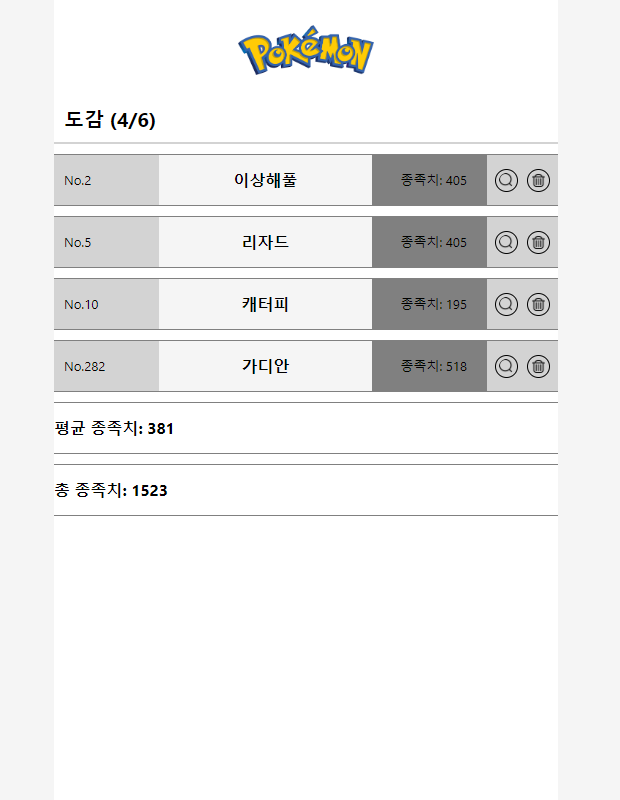 POKéMON
도감 (4/6)
No.2 이상해풀 종족치: 405
No.5 리자드 종족치: 405
No.10 캐터피 종족치: 195
No.282 가디안 종족치: 518
평균 종족치: 381
총 종족치: 1523